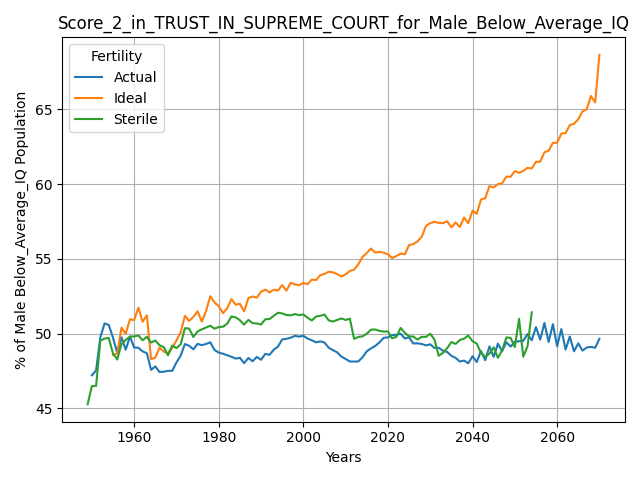 Score_2_in_TRUST_IN_SUPREME_COURT_for_Male_Below_Average_IQ
% of Male Below_Average_IQ Population
Fertility
Actual
Ideal
Sterile
65
60
55
50
45
1960
1980
2000
2020
2040
2060
Years